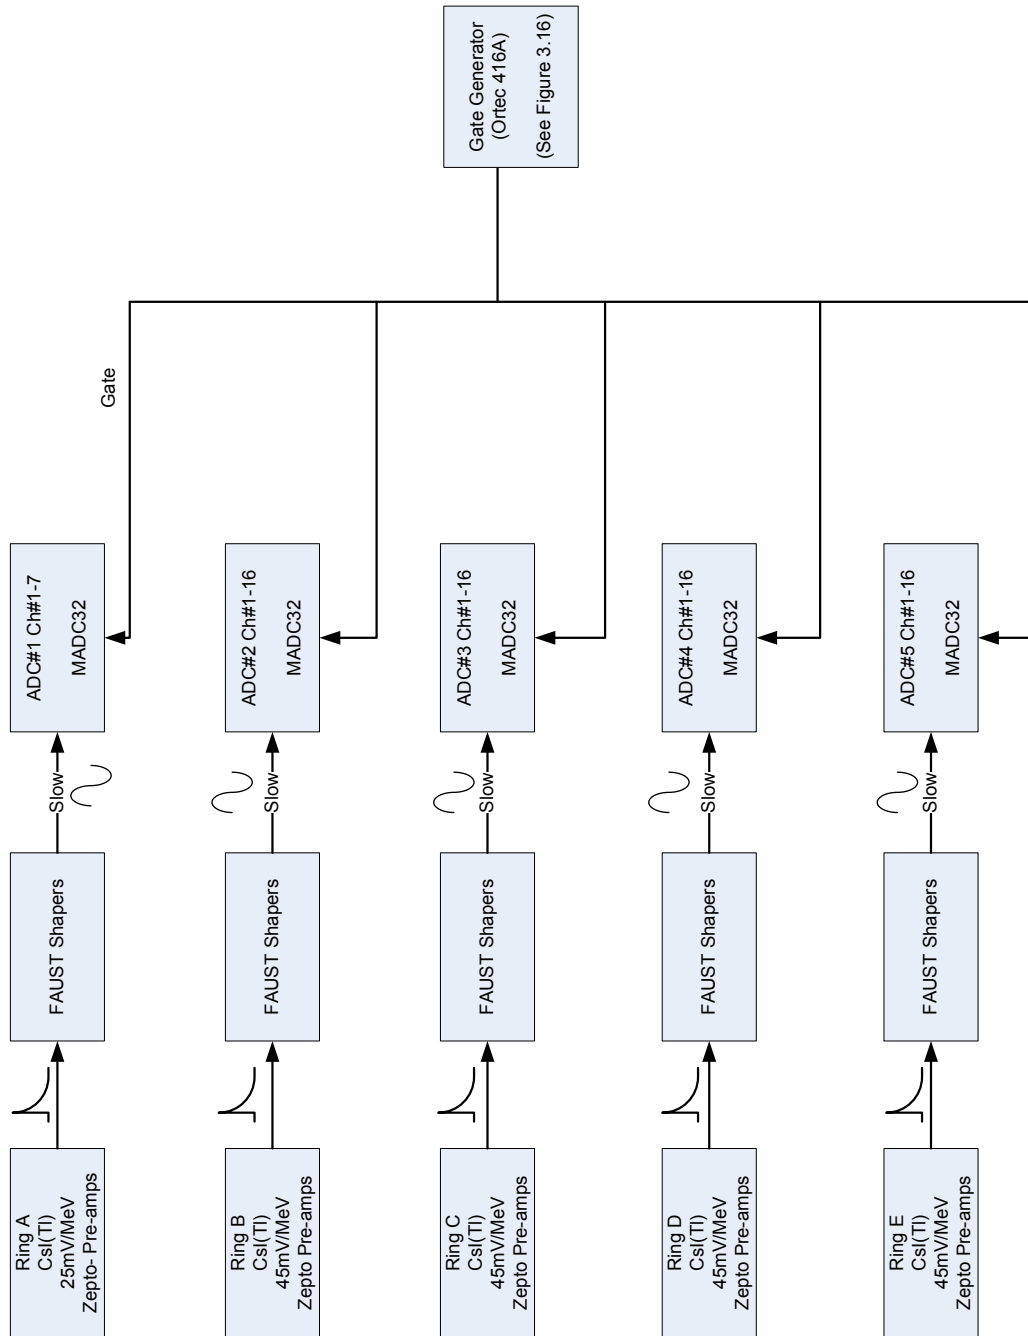 Ring A
CsI(Tl)
25mV/MeV
Zepto- Pre-amps
FAUST Shapers
Slow
ADC#1 Ch#1-7
MADC32
Gate
Ring B
CsI(Tl)
45mV/MeV
Zepto Pre-amps
FAUST Shapers
Slow
ADC#2 Ch#1-16
MADC32
Ring C
CsI(Tl)
45mV/MeV
Zepto Pre-amps
FAUST Shapers
Slow
ADC#3 Ch#1-16
MADC32
Gate Generator
(Ortec 416A)
(See Figure 3.16)
Ring D
CsI(Tl)
45mV/MeV
Zepto Pre-amps
FAUST Shapers
Slow
ADC#4 Ch#1-16
MADC32
Ring E
CsI(Tl)
45mV/MeV
Zepto Pre-amps
FAUST Shapers
Slow
ADC#5 Ch#1-16
MADC32